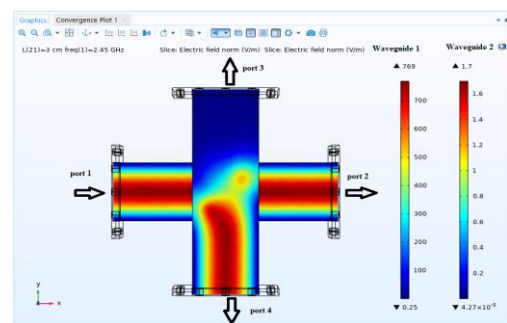 Graphics Convergence Plot 1
L(21)=3 cm freq(1)=2.45 GHz Slice: Electric field norm (V/m) Slice: Electric field norm (V/m) Waveguide 1 Waveguide 2
▲ 769 ▲ 1.7
port 3
700
1.6
600
1.4
1.2
500
port 1 port 2
1
400
0.8
300
0.6
200
0.4
100
0.2
port 4
▼ 0.25 ▼ 4.27×10⁻⁵
y
x